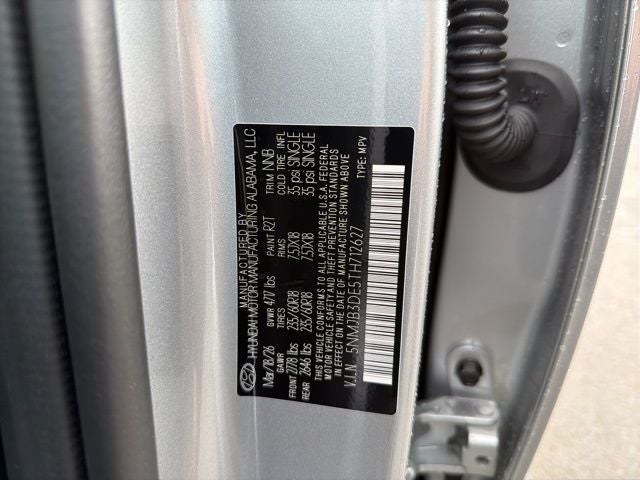 MANUFACTURED BY
HYUNDAI MOTOR MANUFACTURING ALABAMA, LLC
Mar/18/26 PAINT R2T TRIM NNB
GVWR 4717 lbs
GAWR TIRES RIMS COLD TIRE INFL
FRONT 2778 lbs 235/60R18 7.5JX18 35 psi SINGLE
REAR 2646 lbs 235/60R18 7.5JX18 35 psi SINGLE
THIS VEHICLE CONFORMS TO ALL APPLICABLE U.S.A. FEDERAL
MOTOR VEHICLE SAFETY AND THEFT PREVENTION STANDARDS
IN EFFECT ON THE DATE OF MANUFACTURE SHOWN ABOVE
V.I.N 5NMJB3DE5TH712627 TYPE: MPV